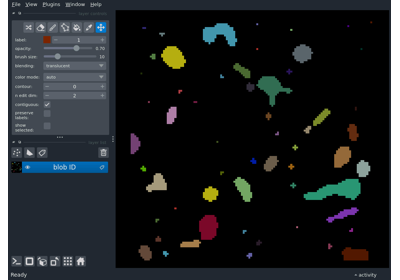 File View Plugins Window Help
label: 1
opacity: 0.70
brush size: 10
blending: translucent
color mode: auto
contour: 0
n edit dim: 2
contiguous:
preserve
labels:
show
selected:
blob ID
Ready
activity